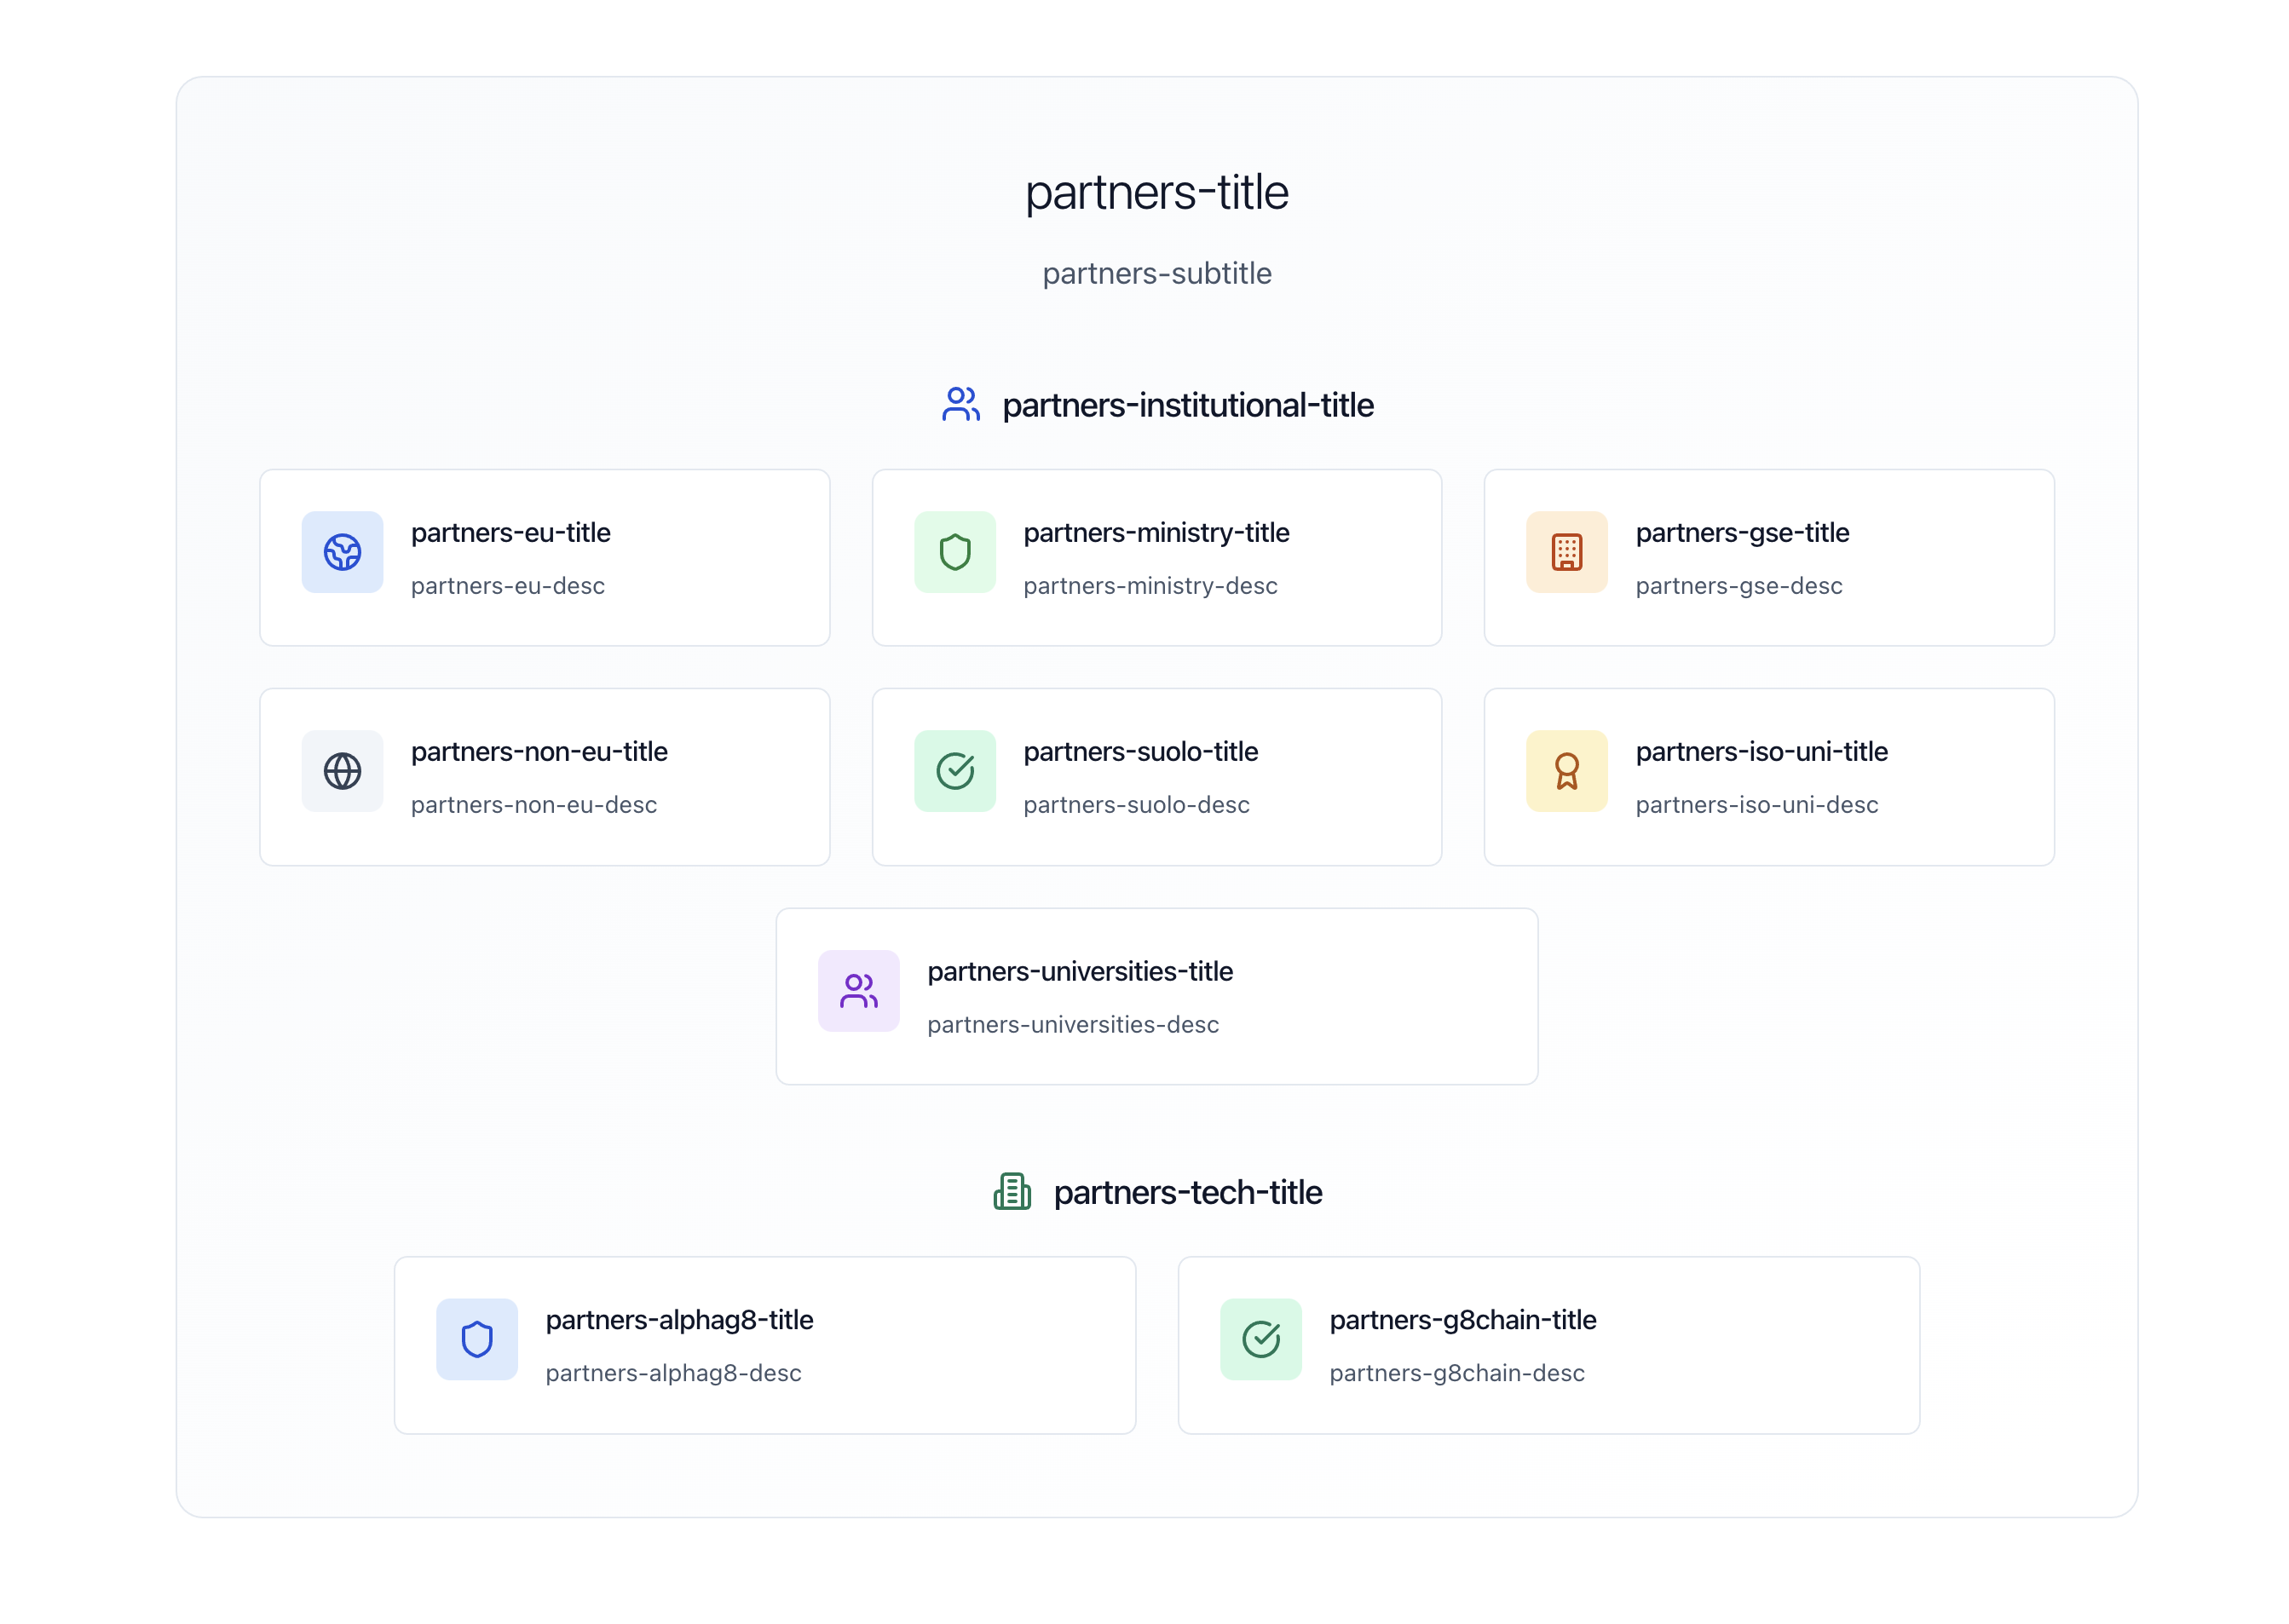 partners-title
partners-subtitle
partners-institutional-title
partners-eu-title
partners-eu-desc
partners-ministry-title
partners-ministry-desc
partners-gse-title
partners-gse-desc
partners-non-eu-title
partners-non-eu-desc
partners-suolo-title
partners-suolo-desc
partners-iso-uni-title
partners-iso-uni-desc
partners-universities-title
partners-universities-desc
partners-tech-title
partners-alphag8-title
partners-alphag8-desc
partners-g8chain-title
partners-g8chain-desc